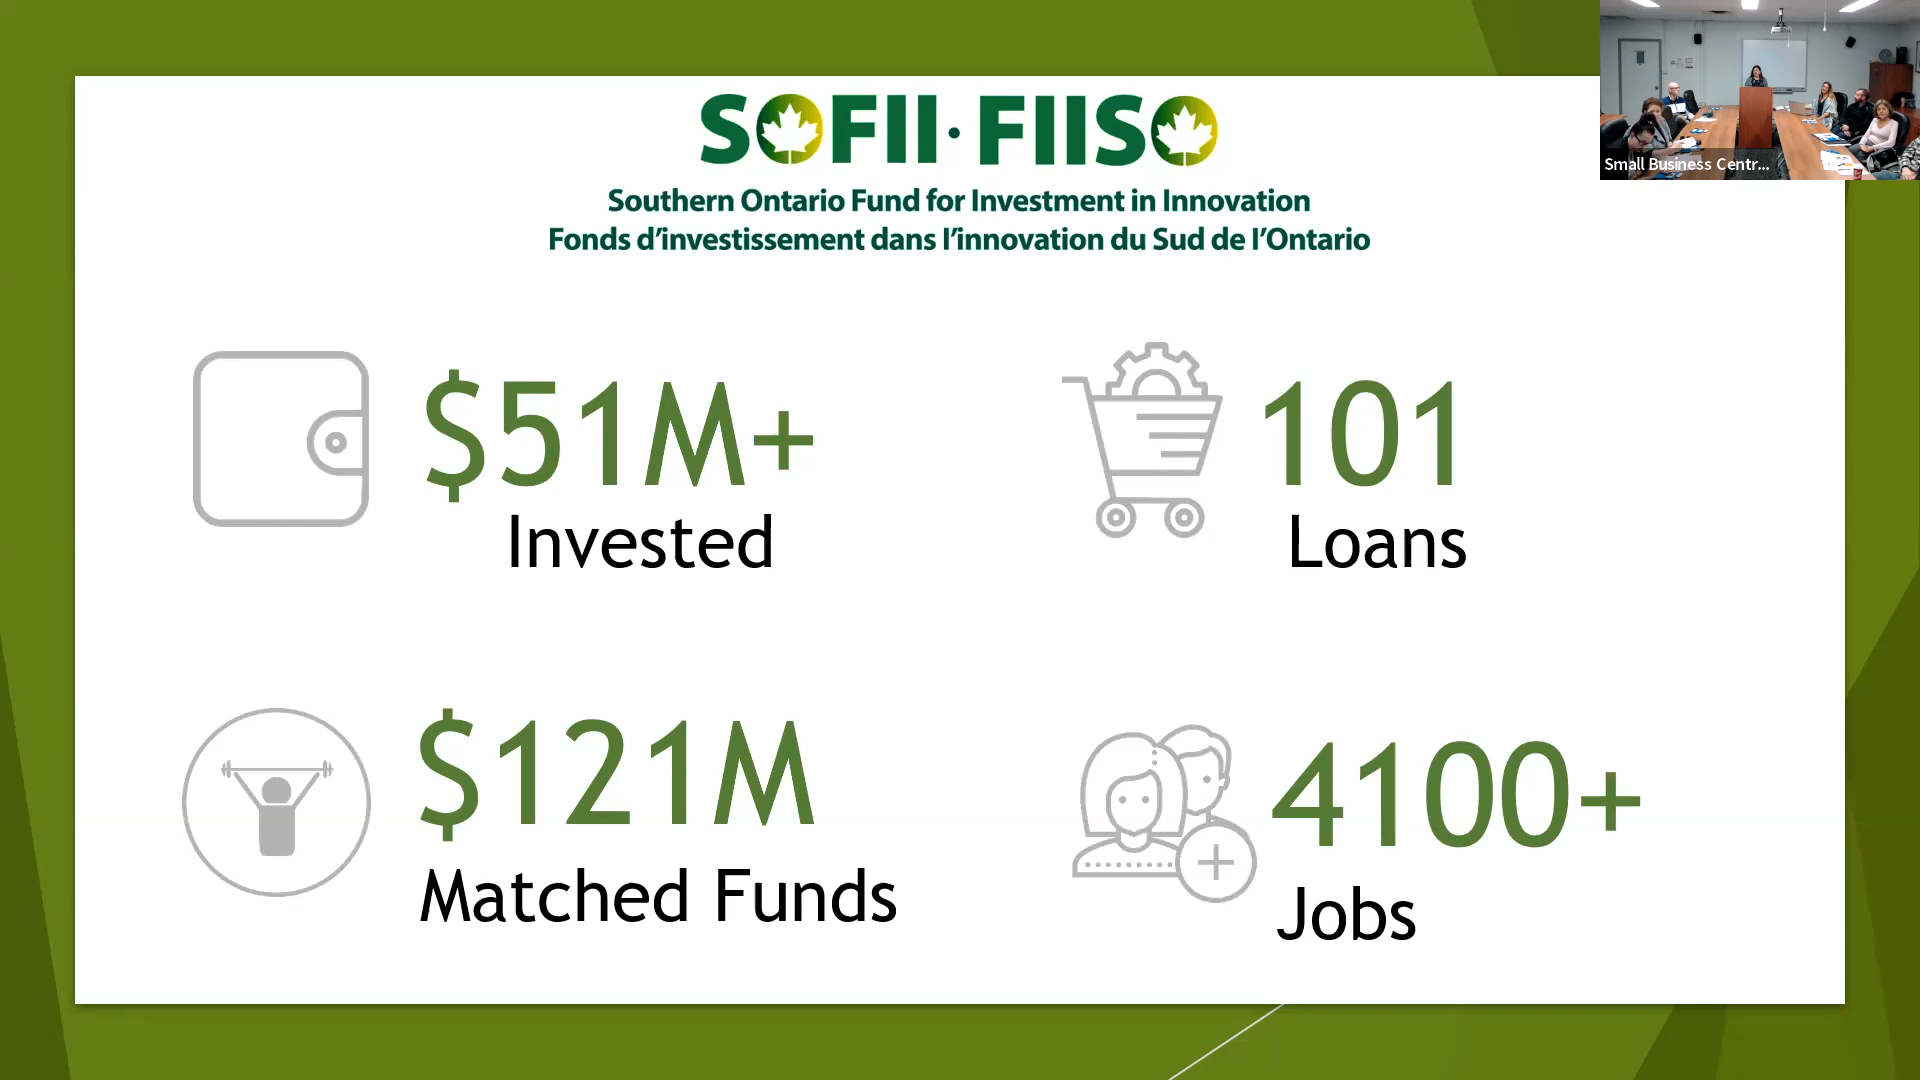 SOFII·FIISO
Southern Ontario Fund for Investment in Innovation
Fonds d'investissement dans l'innovation du Sud de l'Ontario
Small Business Centr...
$51M+
Invested
101
Loans
$121M
Matched Funds
4100+
Jobs